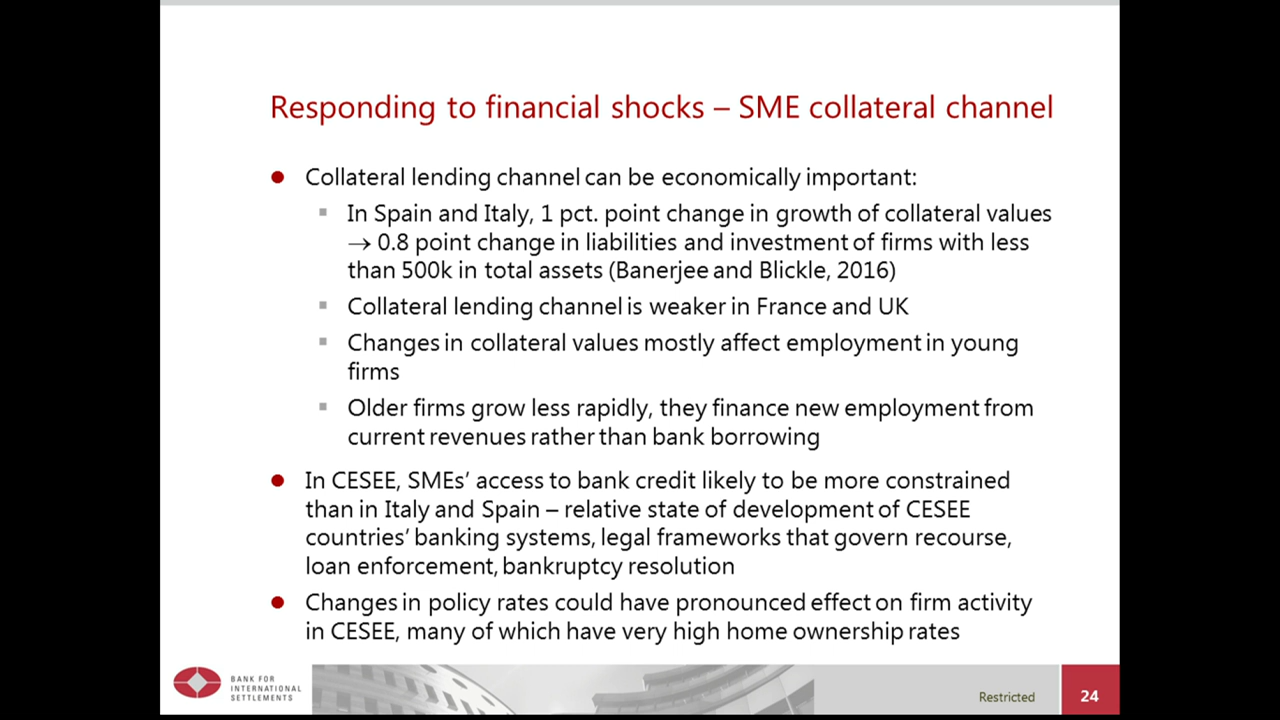 Responding to financial shocks – SME collateral channel
● Collateral lending channel can be economically important:
▪ In Spain and Italy, 1 pct. point change in growth of collateral values
→ 0.8 point change in liabilities and investment of firms with less
than 500k in total assets (Banerjee and Blickle, 2016)
▪ Collateral lending channel is weaker in France and UK
▪ Changes in collateral values mostly affect employment in young
firms
▪ Older firms grow less rapidly, they finance new employment from
current revenues rather than bank borrowing
● In CESEE, SMEs’ access to bank credit likely to be more constrained
than in Italy and Spain – relative state of development of CESEE
countries’ banking systems, legal frameworks that govern recourse,
loan enforcement, bankruptcy resolution
● Changes in policy rates could have pronounced effect on firm activity
in CESEE, many of which have very high home ownership rates
BANK FOR
INTERNATIONAL
SETTLEMENTS
Restricted
24